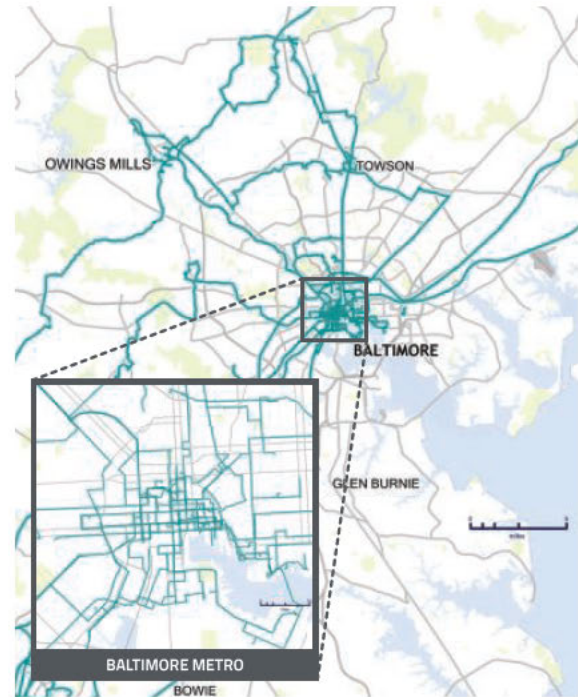 OWINGS MILLS
TOWSON
BALTIMORE
GLEN BURNIE
BALTIMORE METRO
BOWIE